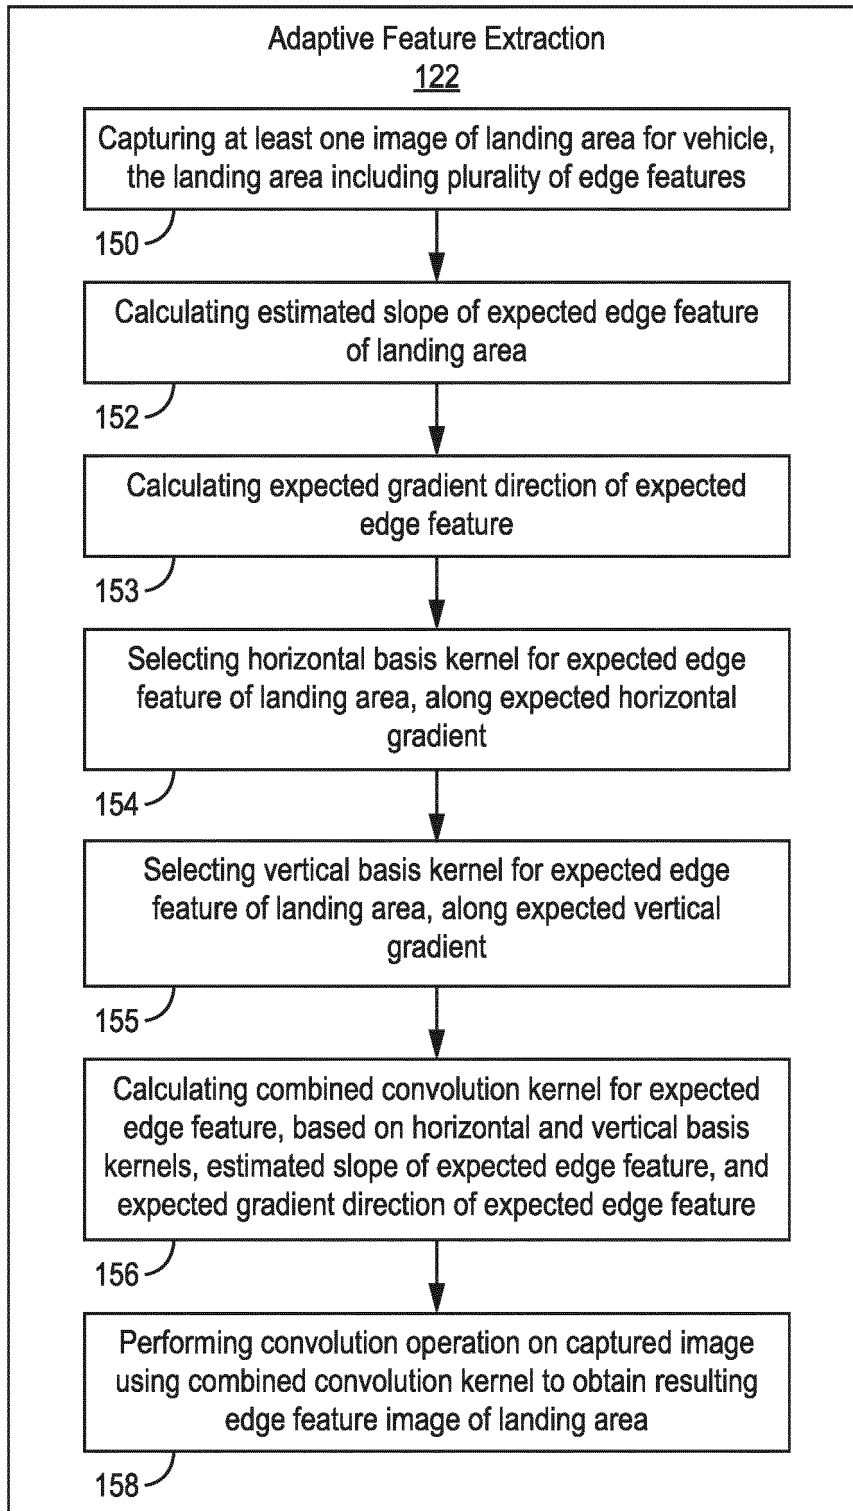 Adaptive Feature Extraction
122
Capturing at least one image of landing area for vehicle,
the landing area including plurality of edge features
150
Calculating estimated slope of expected edge feature
of landing area
152
Calculating expected gradient direction of expected
edge feature
153
Selecting horizontal basis kernel for expected edge
feature of landing area, along expected horizontal
gradient
154
Selecting vertical basis kernel for expected edge
feature of landing area, along expected vertical
gradient
155
Calculating combined convolution kernel for expected
edge feature, based on horizontal and vertical basis
kernels, estimated slope of expected edge feature, and
expected gradient direction of expected edge feature
156
Performing convolution operation on captured image
using combined convolution kernel to obtain resulting
edge feature image of landing area
158